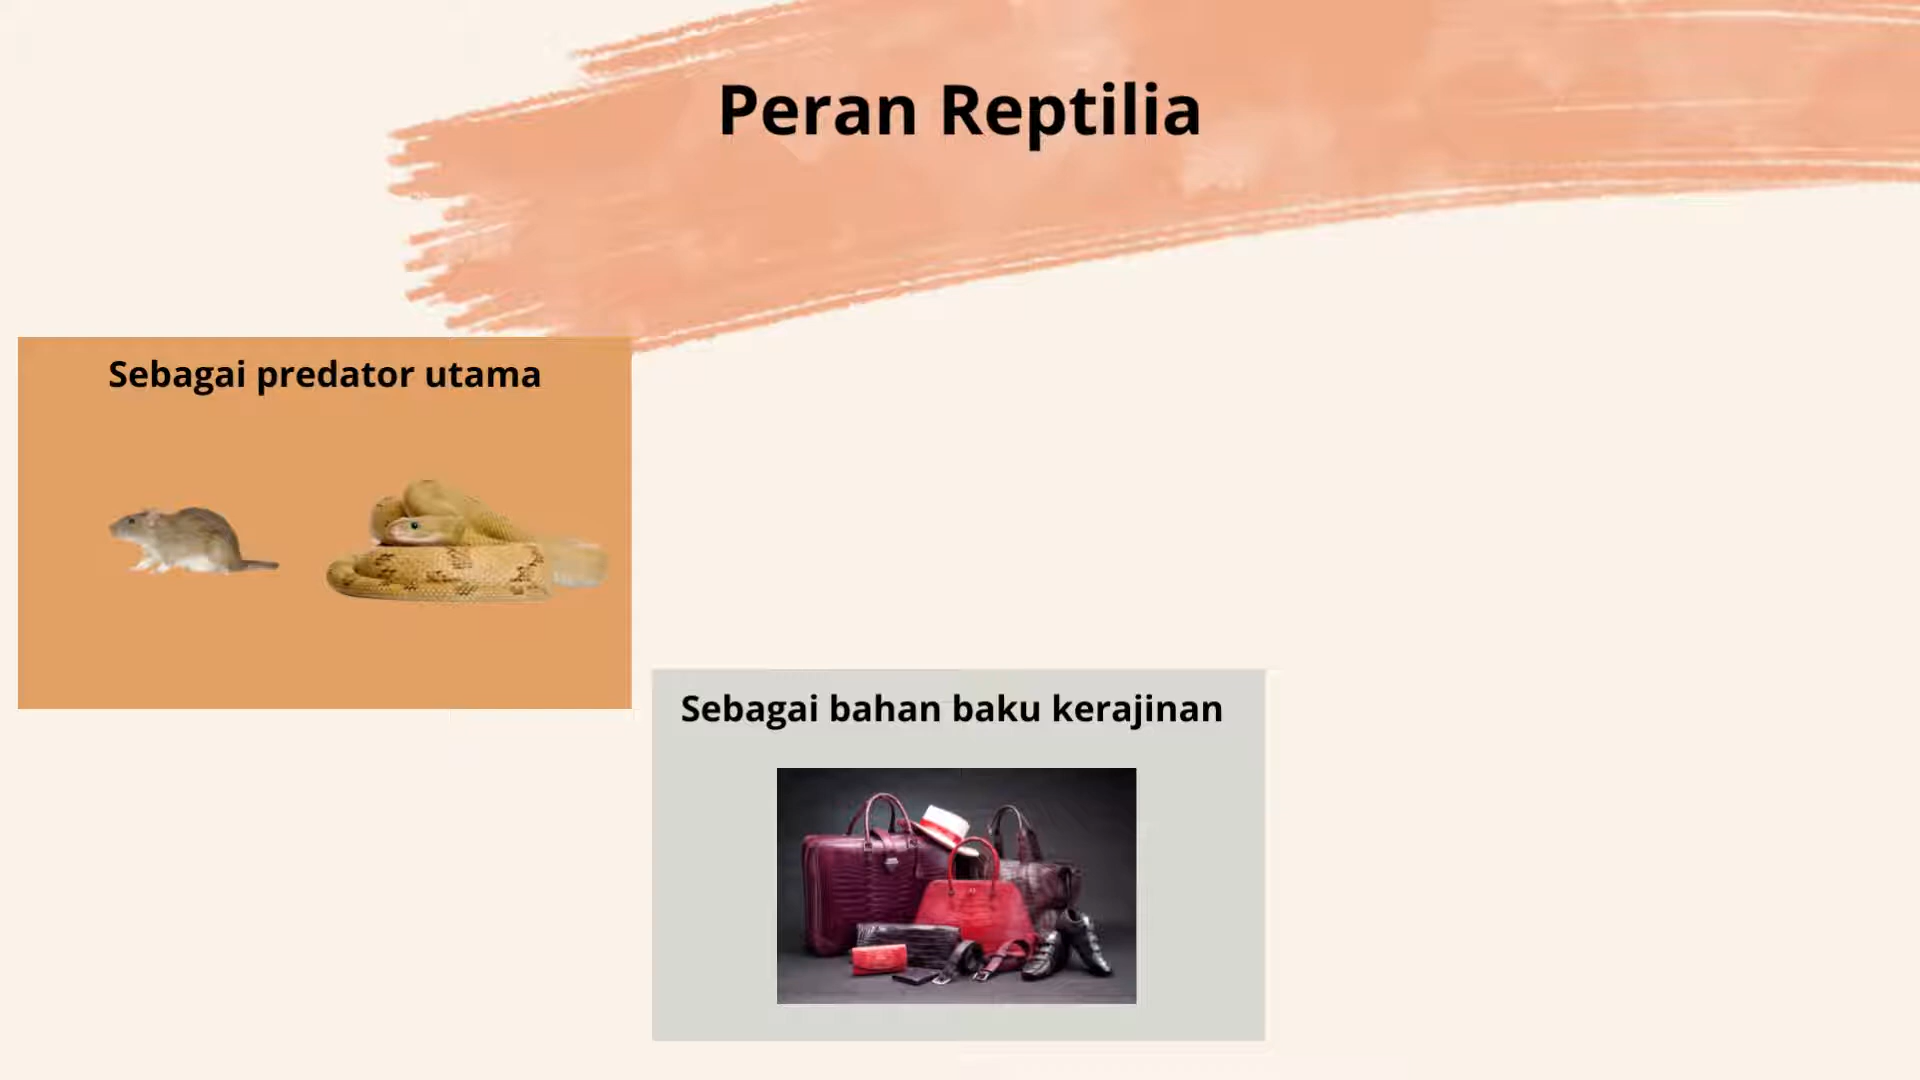 Peran Reptilia
Sebagai predator utama
Sebagai bahan baku kerajinan